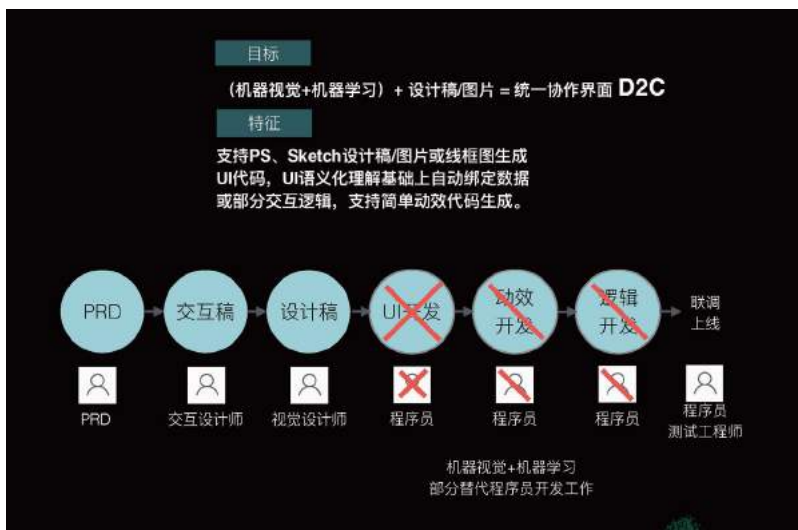 目标
（机器视觉+机器学习）+ 设计稿/图片 = 统一协作界面 D2C
特征
支持PS、Sketch设计稿/图片或线框图生成
UI代码，UI语义化理解基础上自动绑定数据
或部分交互逻辑，支持简单动效代码生成。
PRD
交互稿
设计稿
UI开发
动效
开发
逻辑
开发
联调
上线
PRD
交互设计师
视觉设计师
程序员
程序员
程序员
程序员
测试工程师
机器视觉+机器学习
部分替代程序员开发工作